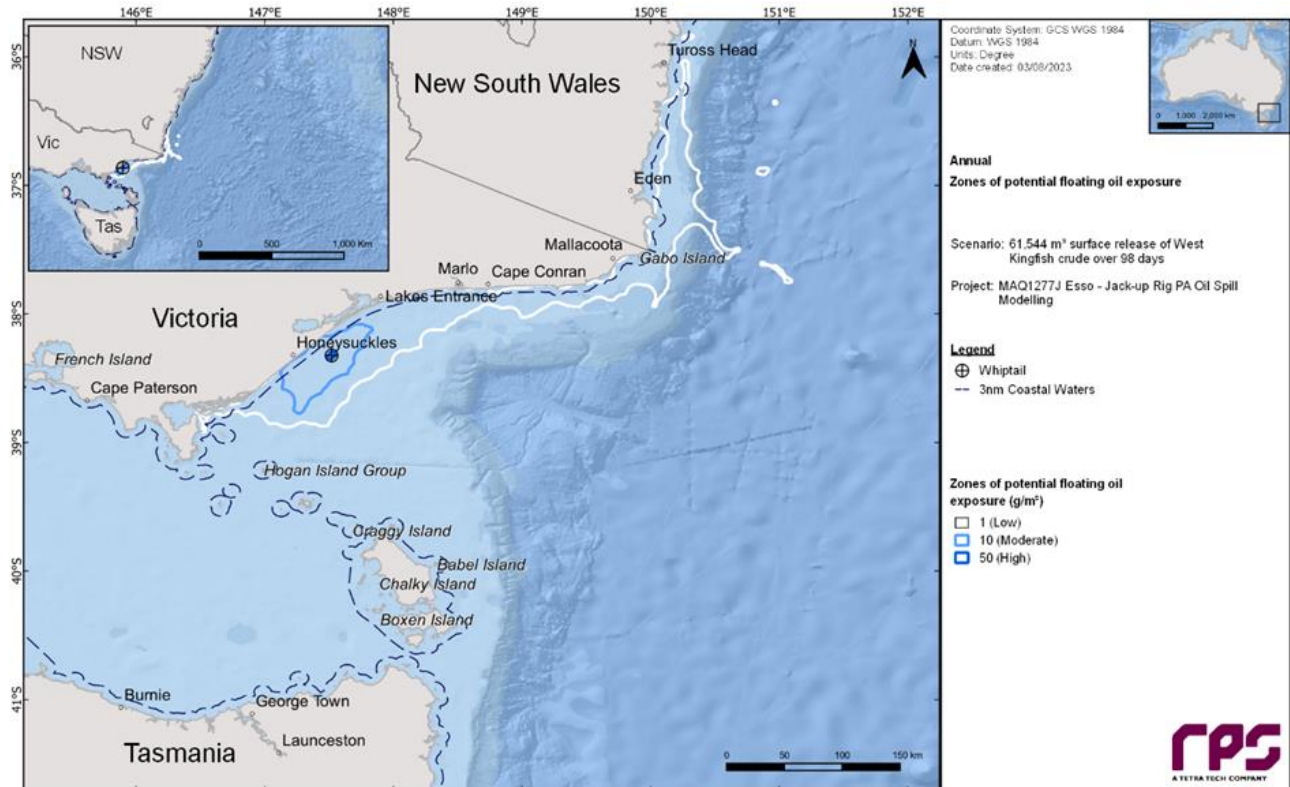 146°E 147°E 148°E 149°E 150°E 151°E 152°E
36°S
37°S
38°S
39°S
40°S
41°S
NSW
Vic
Tas
0 500 1,000 Km
New South Wales
Tuross Head
N
Eden
Mallacoota
Gabo Island
Marlo
Cape Conran
Lakes Entrance
Victoria
Honeysuckles
French Island
Cape Paterson
Hogan Island Group
Craggy Island
Babel Island
Chalky Island
Boxen Island
Burnie
George Town
Launceston
Tasmania
0 50 100 150 km
Coordinate System: GCS WGS 1984
Datum: WGS 1984
Units: Degree
Date created: 03/08/2023
0 1,000 2,000 km
Annual
Zones of potential floating oil exposure
Scenario: 61,544 m³ surface release of West
Kingfish crude over 98 days
Project: MAQ1277J Esso - Jack-up Rig PA Oil Spill
Modelling
Legend
Whiptail
3nm Coastal Waters
Zones of potential floating oil
exposure (g/m²)
1 (Low)
10 (Moderate)
50 (High)
rps
A TETRA TECH COMPANY